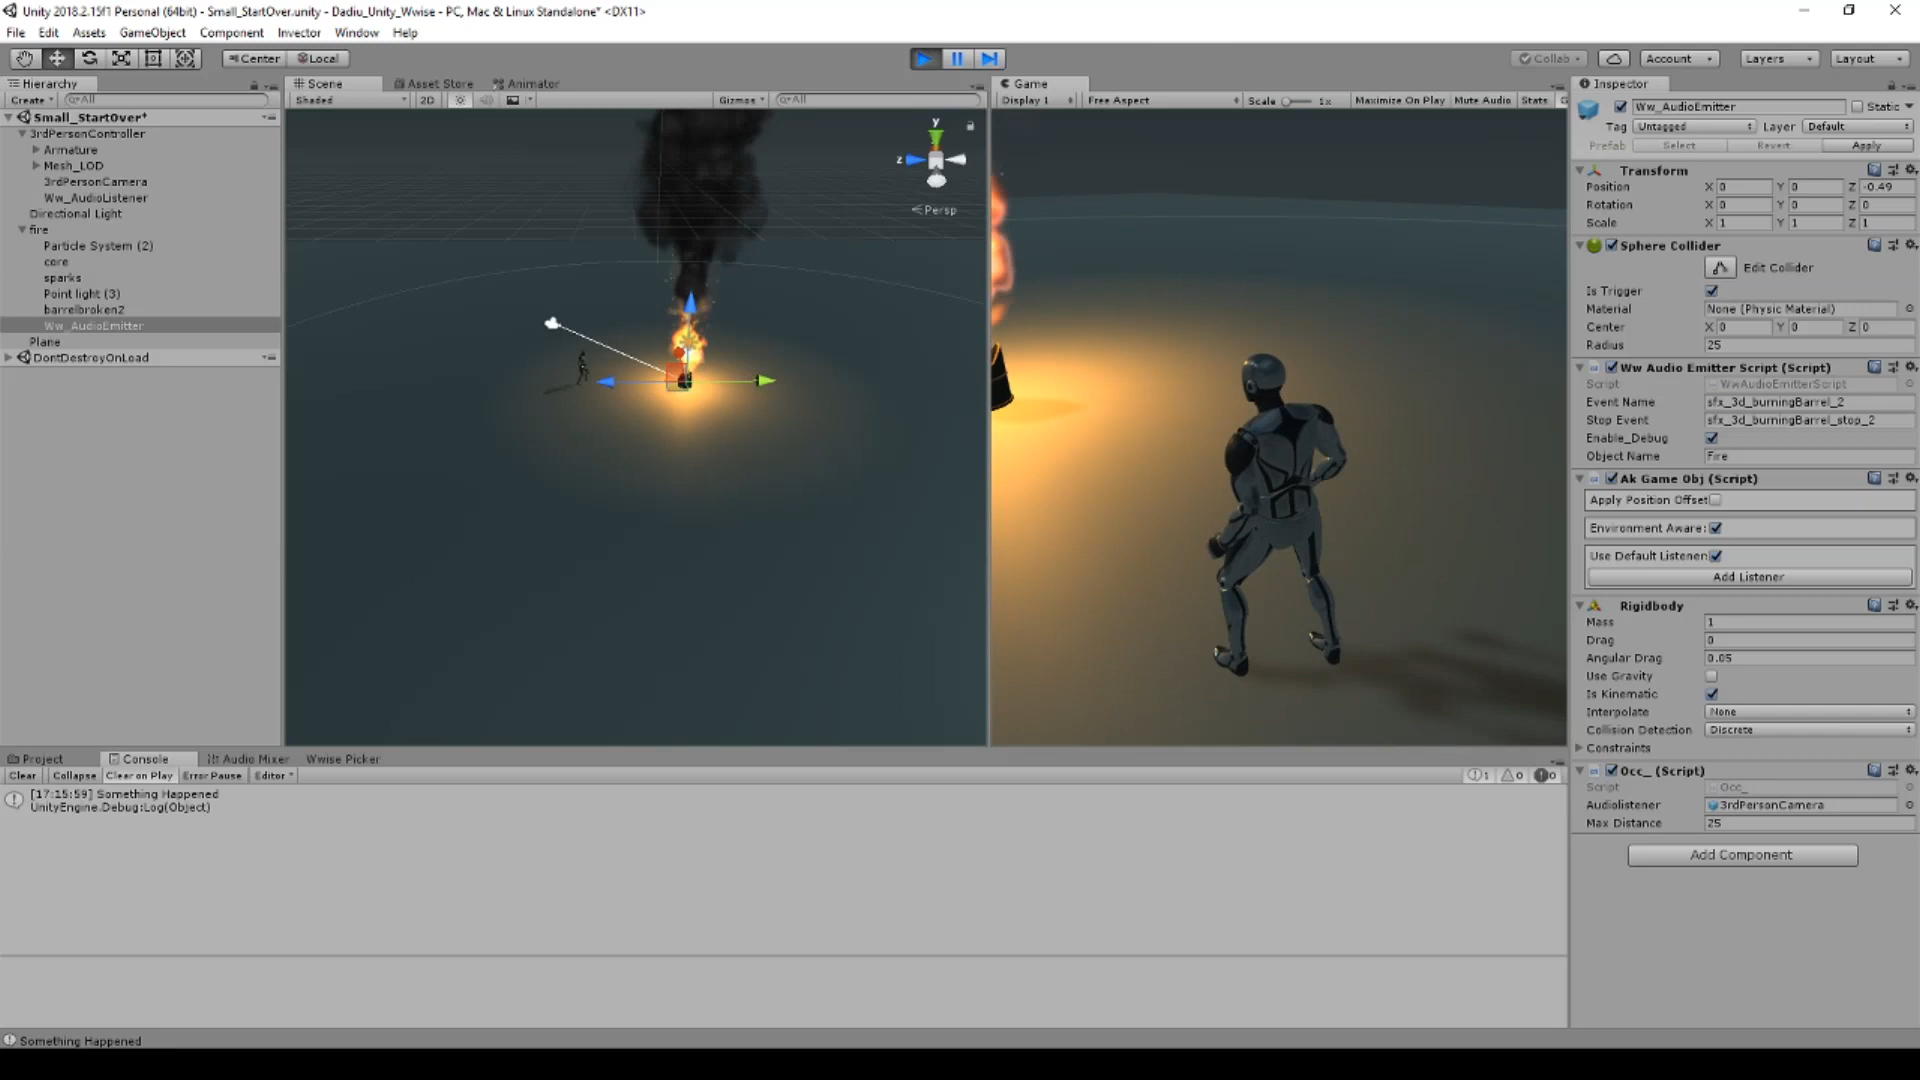 Unity 2018.2.15f1 Personal (64bit) - Small_StartOver.unity - Dadiu_Unity_Wwise - PC, Mac & Linux Standalone* <DX11>
File Edit Assets GameObject Component Invector Window Help
Center Local Collab Account Layers Layout
Hierarchy
Create All
Small_StartOver*
3rdPersonController
Armature
Mesh_LOD
3rdPersonCamera
Ww_AudioListener
Directional Light
fire
Particle System (2)
core
sparks
Point light (3)
barrelbroken2
Ww_AudioEmitter
Plane
DontDestroyOnLoad
Scene Asset Store Animator
Shaded 2D Gizmos All
y
z
Persp
Game
Display 1 Free Aspect Scale 1x Maximize On Play Mute Audio Stats G
Inspector
Ww_AudioEmitter Static
Tag Untagged Layer Default
Prefab Select Revert Apply
Transform
Position X 0 Y 0 Z -0.49
Rotation X 0 Y 0 Z 0
Scale X 1 Y 1 Z 1
Sphere Collider
Edit Collider
Is Trigger
Material None (Physic Material)
Center X 0 Y 0 Z 0
Radius 25
Ww Audio Emitter Script (Script)
Script WwAudioEmitterScript
Event Name sfx_3d_burningBarrel_2
Stop Event sfx_3d_burningBarrel_stop_2
Enable_Debug
Object Name Fire
Ak Game Obj (Script)
Apply Position Offset
Environment Aware:
Use Default Listener:
Add Listener
Rigidbody
Mass 1
Drag 0
Angular Drag 0.05
Use Gravity
Is Kinematic
Interpolate None
Collision Detection Discrete
Constraints
Occ_ (Script)
Script Occ_
Audiolistener 3rdPersonCamera
Max Distance 25
Add Component
Project Console Audio Mixer Wwise Picker
Clear Collapse Clear on Play Error Pause Editor 1 0 0
[17:15:59] Something Happened
UnityEngine.Debug:Log(Object)
Something Happened